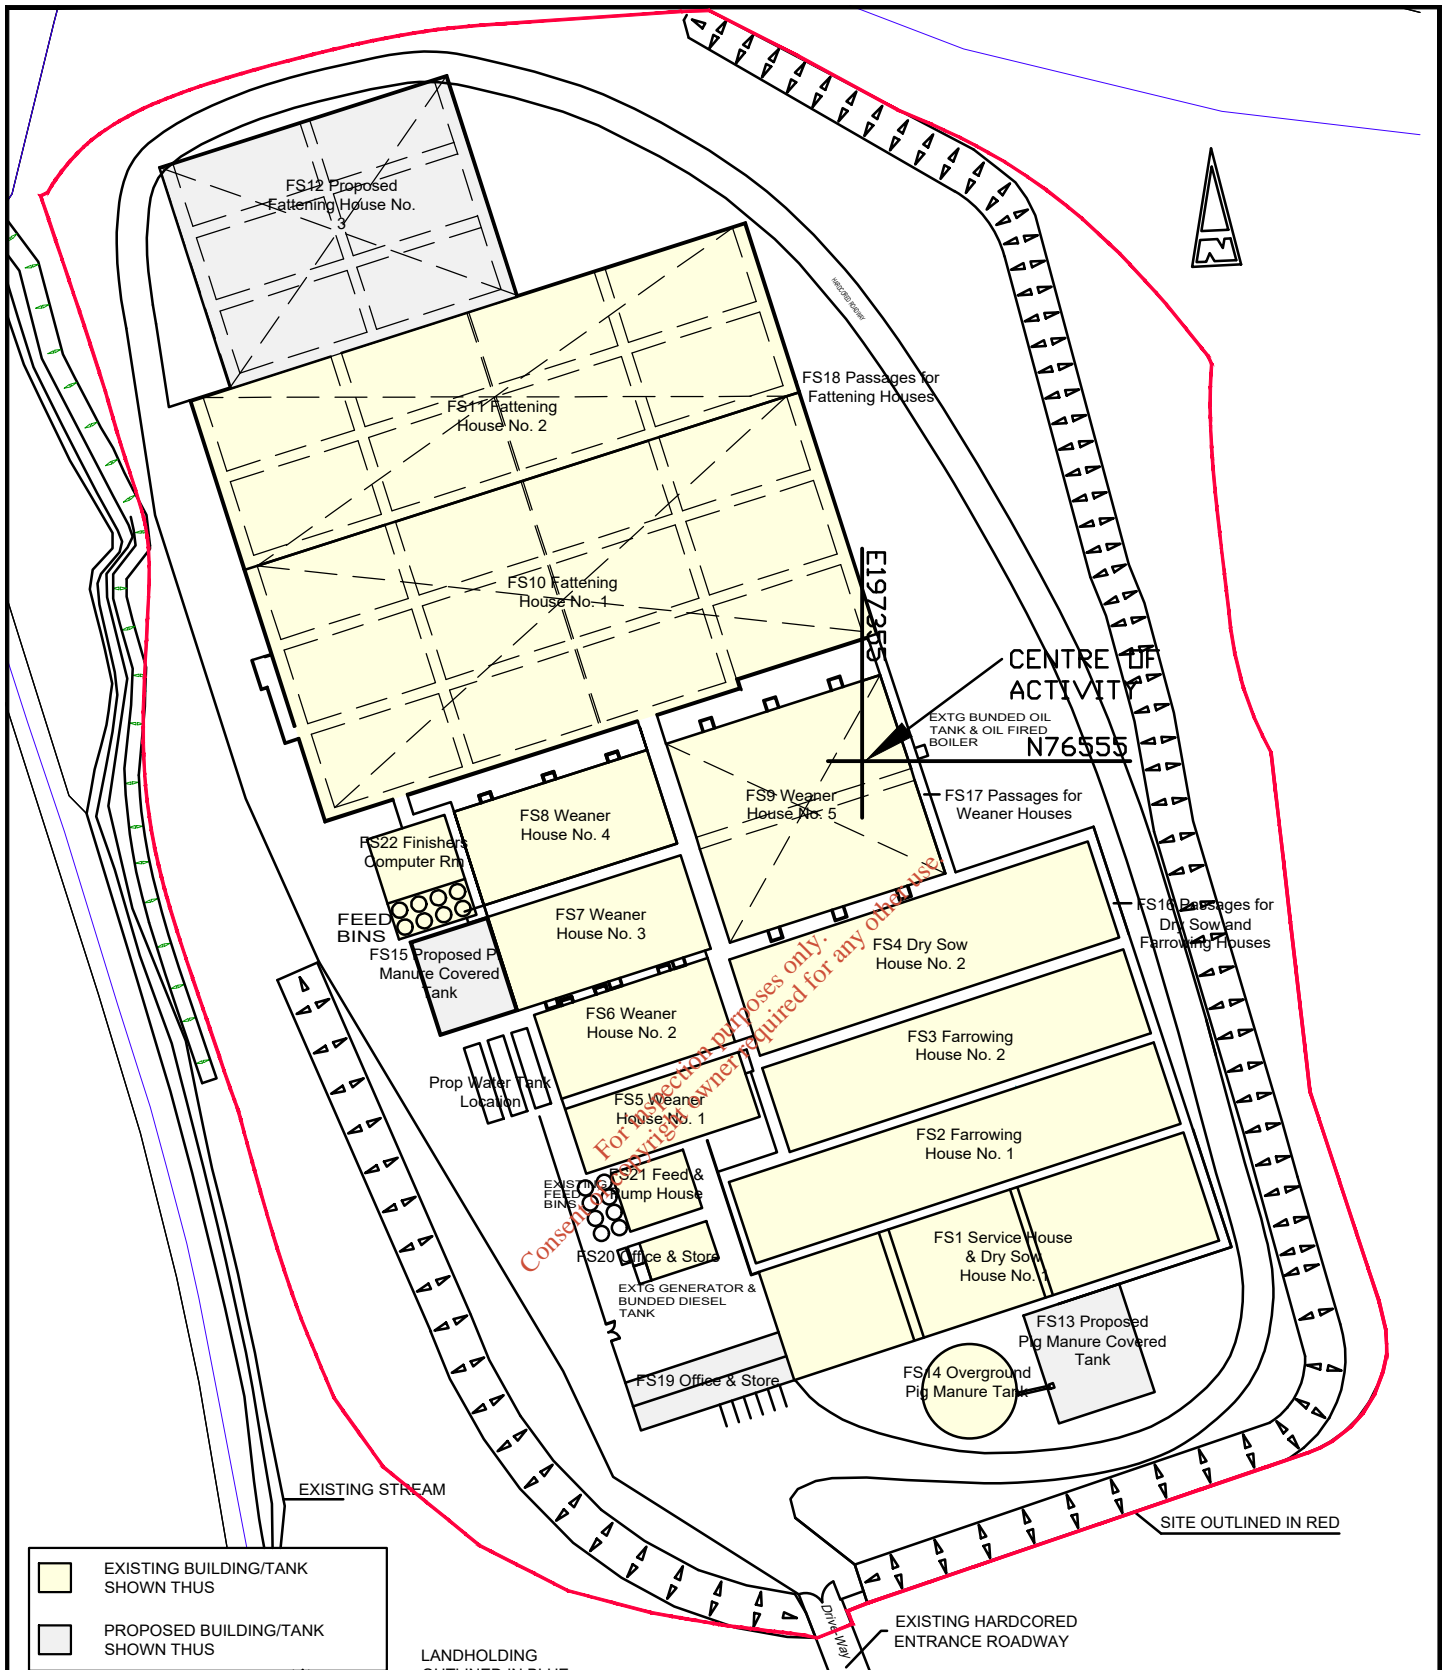 FS12 Proposed
Fattening House No.
3
N
HARDCORED ROADWAY
FS18 Passages for
Fattening Houses
FS11 Fattening
House No. 2
FS10 Fattening
House No. 1
E197355
CENTRE OF
ACTIVITY
EXTG BUNDED OIL
TANK & OIL FIRED
BOILER
N76555
FS9 Weaner
House No. 5
FS17 Passages for
Weaner Houses
FS8 Weaner
House No. 4
FS22 Finishers
Computer Rm
FEED
BINS
FS7 Weaner
House No. 3
FS16 Passages for
Dry Sow and
Farrowing Houses
FS4 Dry Sow
House No. 2
FS15 Proposed P
Manure Covered
Tank
FS6 Weaner
House No. 2
FS3 Farrowing
House No. 2
Prop Water Tank
Location
FS5 Weaner
House No. 1
FS2 Farrowing
House No. 1
For inspection purposes only.
Consent of copyright owner required for any other use.
FS21 Feed &
Pump House
EXISTING
FEED
BINS
FS20 Office & Store
FS1 Service House
& Dry Sow
House No. 1
EXTG GENERATOR &
BUNDED DIESEL
TANK
FS13 Proposed
Pig Manure Covered
Tank
FS19 Office & Store
FS14 Overground
Pig Manure Tank
EXISTING STREAM
SITE OUTLINED IN RED
EXISTING BUILDING/TANK
SHOWN THUS
PROPOSED BUILDING/TANK
SHOWN THUS
Drive-Way
EXISTING HARDCORED
ENTRANCE ROADWAY
LANDHOLDING
OUTLINED IN BLUE